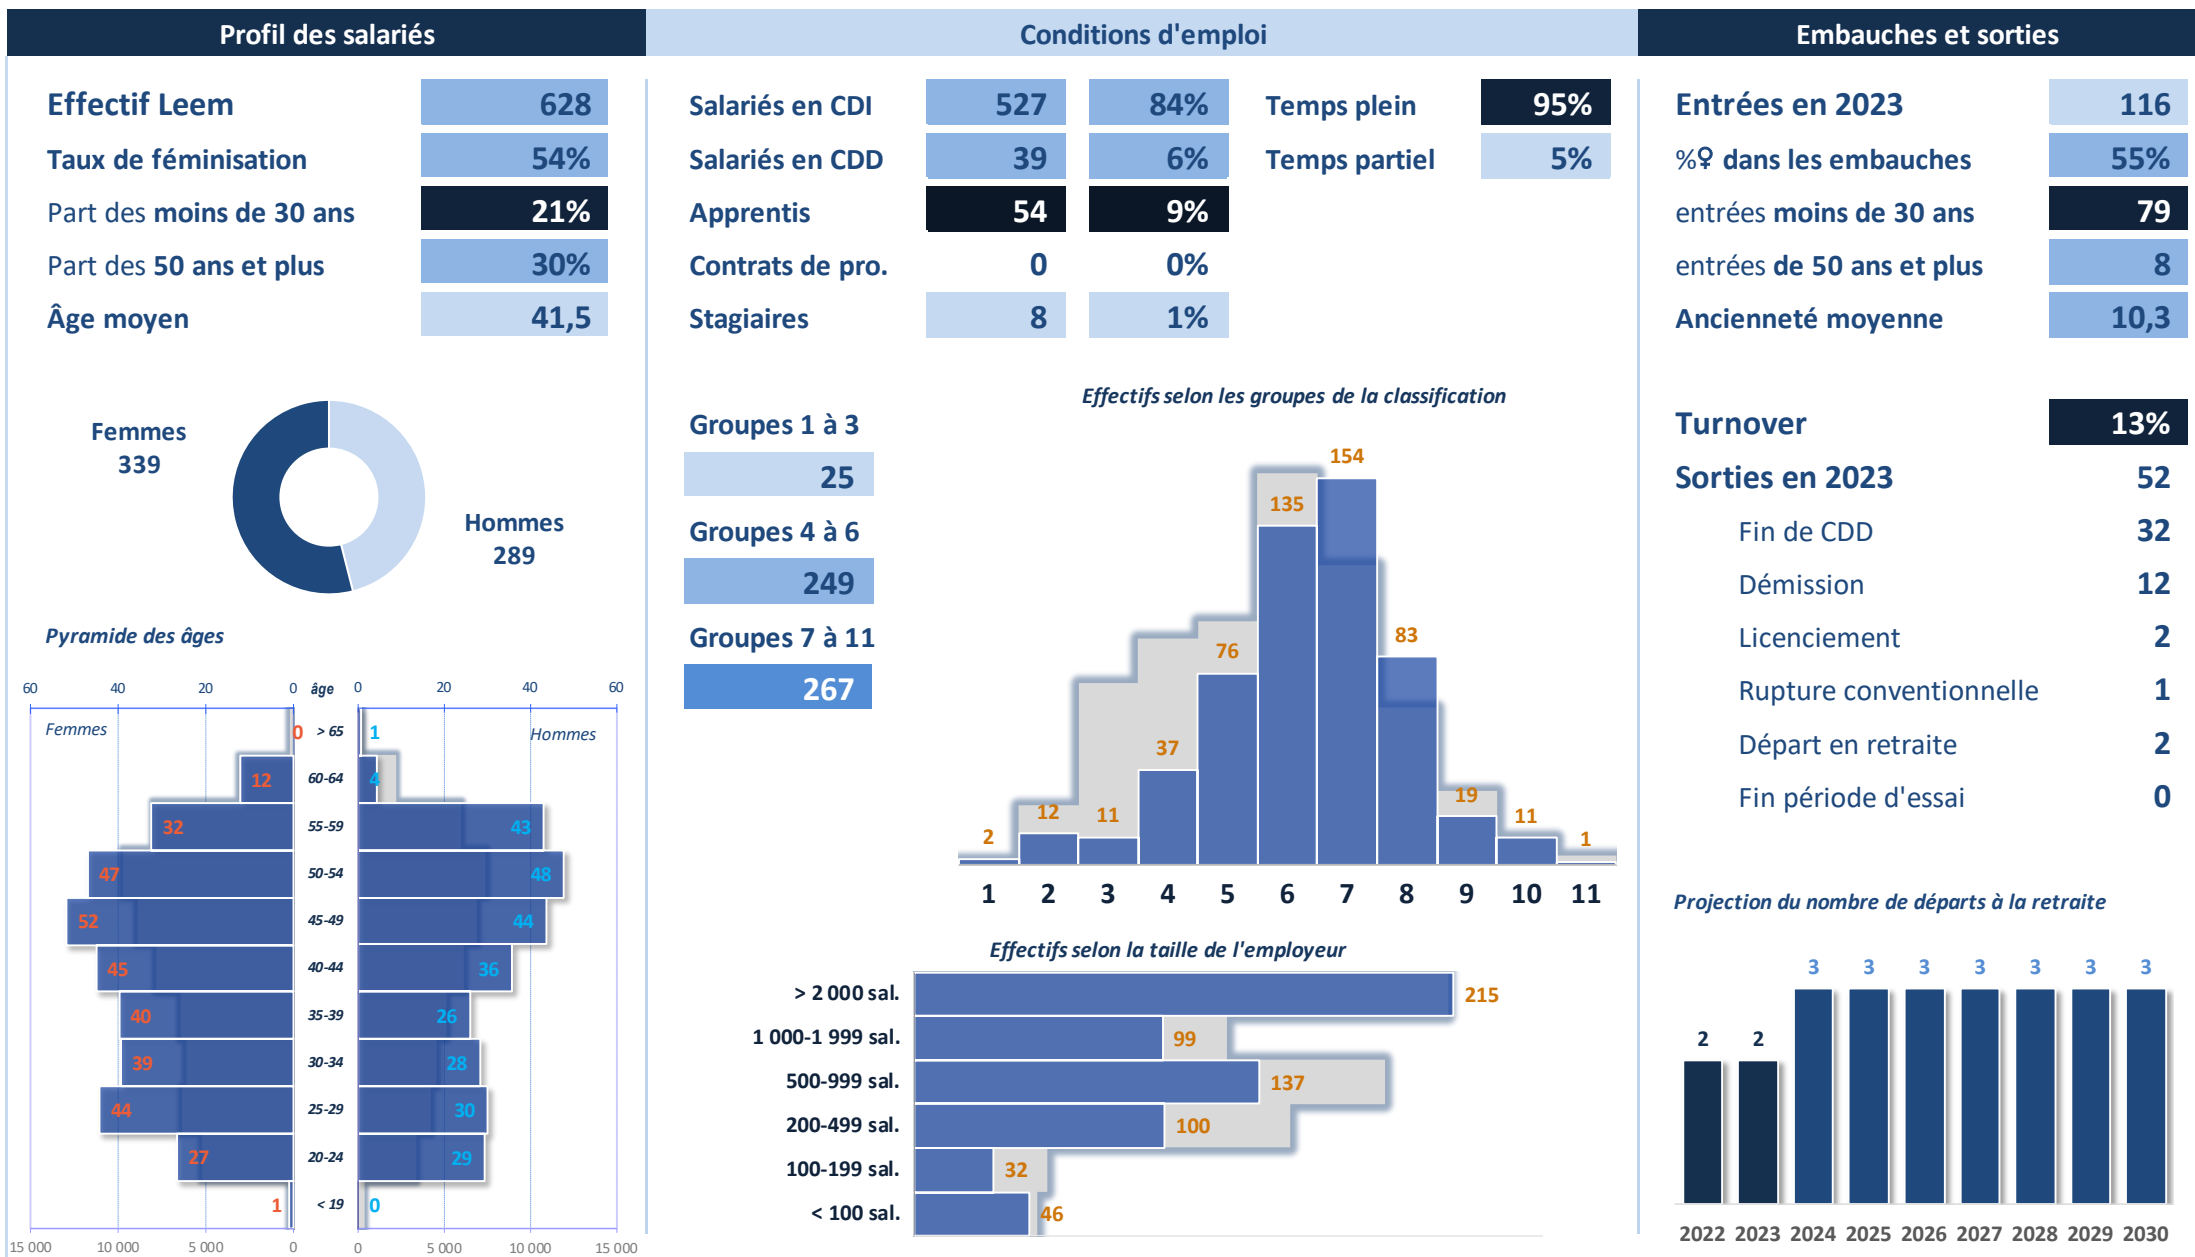 Profil des salariés
Conditions d'emploi
Embauches et sorties
Effectif Leem 628
Taux de féminisation 54%
Part des moins de 30 ans 21%
Part des 50 ans et plus 30%
Âge moyen 41,5
Femmes
339
Hommes
289
Pyramide des âges
60 40 20 0 âge 0 20 40 60
Femmes
Hommes
0 > 65 1
12 60-64 4
32 55-59 43
47 50-54 48
52 45-49 44
45 40-44 36
40 35-39 26
39 30-34 28
44 25-29 30
27 20-24 29
1 < 19 0
15 000 10 000 5 000 0 0 5 000 10 000 15 000
Salariés en CDI 527 84%
Salariés en CDD 39 6%
Apprentis 54 9%
Contrats de pro. 0 0%
Stagiaires 8 1%
Temps plein 95%
Temps partiel 5%
Groupes 1 à 3
25
Groupes 4 à 6
249
Groupes 7 à 11
267
Effectifs selon les groupes de la classification
2 12 11 37 76 135 154 83 19 11 1
1 2 3 4 5 6 7 8 9 10 11
Effectifs selon la taille de l'employeur
> 2 000 sal. 215
1 000-1 999 sal. 99
500-999 sal. 137
200-499 sal. 100
100-199 sal. 32
< 100 sal. 46
Entrées en 2023 116
%♀ dans les embauches 55%
entrées moins de 30 ans 79
entrées de 50 ans et plus 8
Ancienneté moyenne 10,3
Turnover 13%
Sorties en 2023 52
Fin de CDD 32
Démission 12
Licenciement 2
Rupture conventionnelle 1
Départ en retraite 2
Fin période d'essai 0
Projection du nombre de départs à la retraite
2 2 3 3 3 3 3 3 3
2022 2023 2024 2025 2026 2027 2028 2029 2030